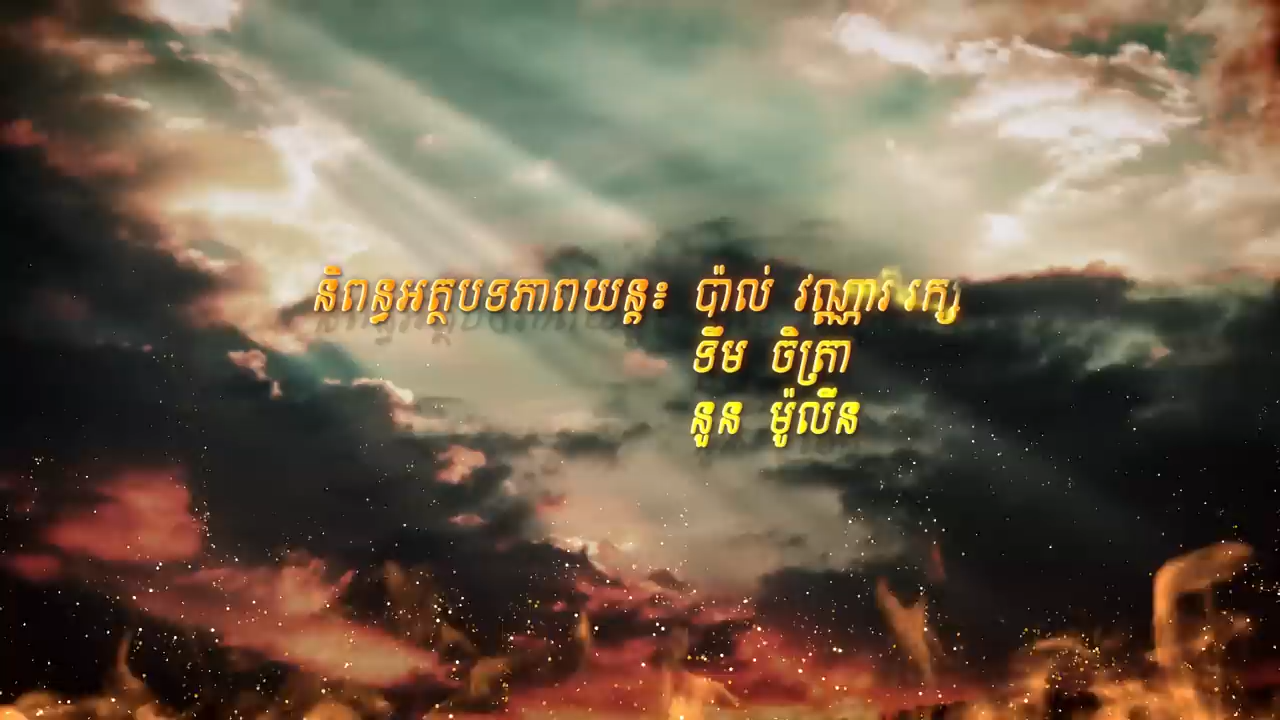 និពន្ធអត្ថបទភាពយន្ត៖ ប៉ាល់ វណ្ណារីរក្ស
ទឹម ចិត្រា
នួន ម៉ូលីន